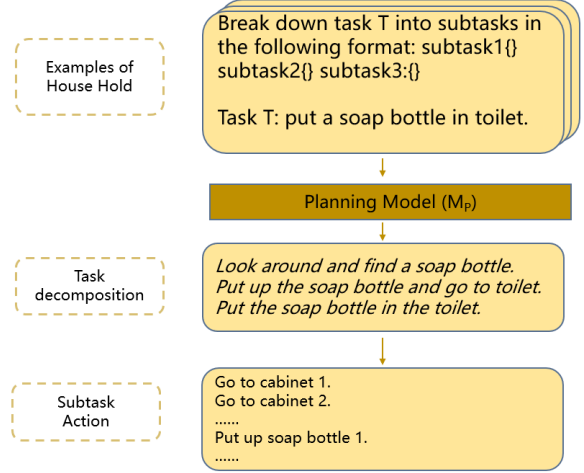 Examples of
House Hold
Break down task T into subtasks in
the following format: subtask1{}
subtask2{} subtask3:{}
Task T: put a soap bottle in toilet.
Planning Model (Mₚ)
Task
decomposition
Look around and find a soap bottle.
Put up the soap bottle and go to toilet.
Put the soap bottle in the toilet.
Subtask
Action
Go to cabinet 1.
Go to cabinet 2.
......
Put up soap bottle 1.
......